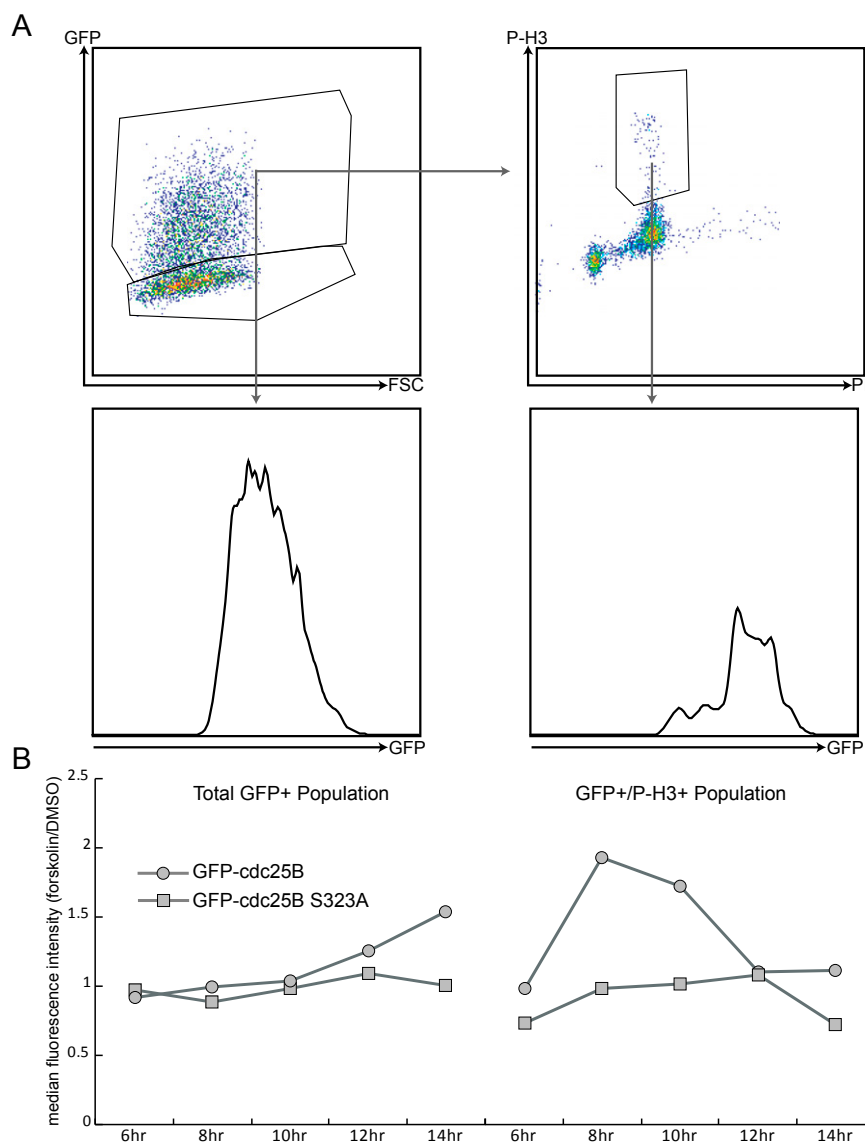 A
GFP
P-H3
FSC
P
GFP
GFP
B
median fluorescence intensity (forskolin/DMSO)
2.5
2
1.5
1
0.5
0
Total GFP+ Population
GFP+/P-H3+ Population
GFP-cdc25B
GFP-cdc25B S323A
6hr 8hr 10hr 12hr 14hr 6hr 8hr 10hr 12hr 14hr